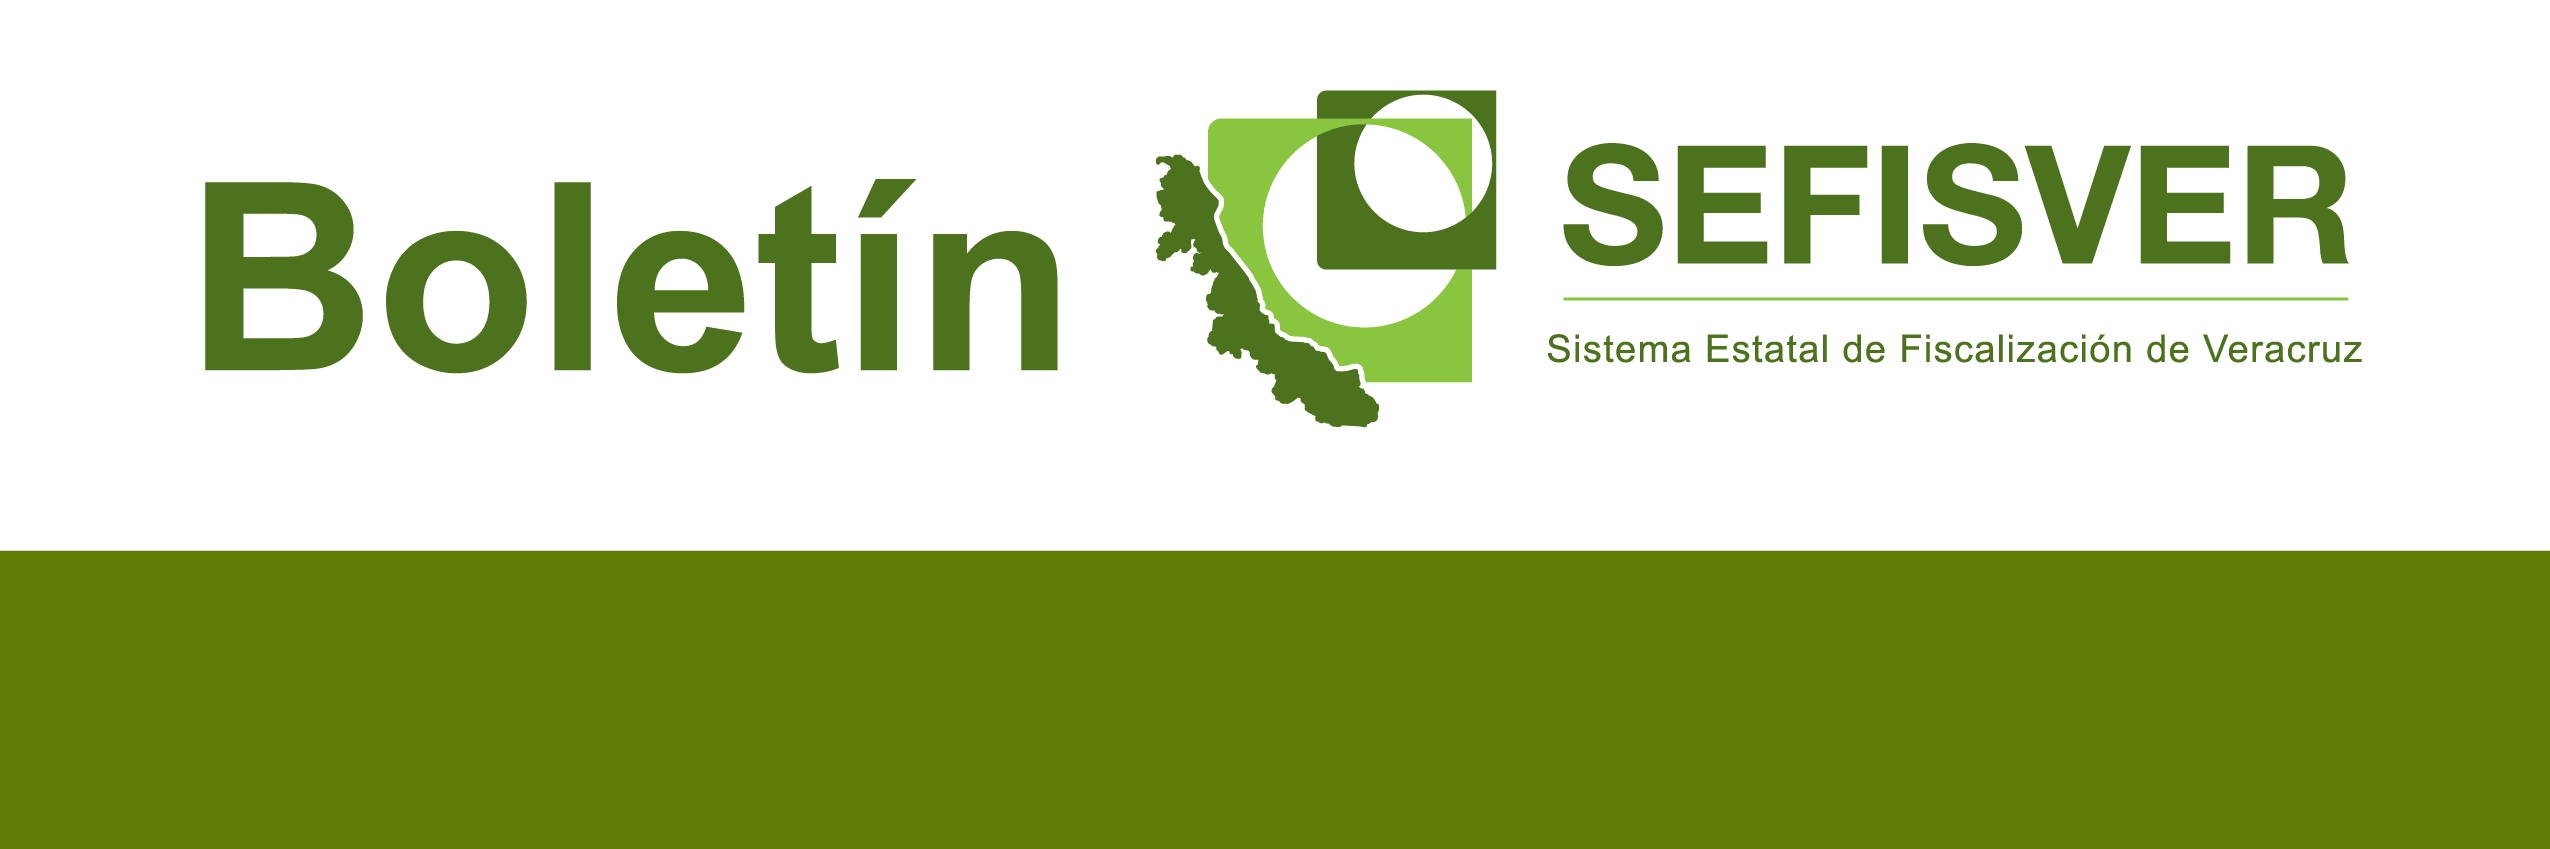 Boletín
SEFISVER
Sistema Estatal de Fiscalización de Veracruz